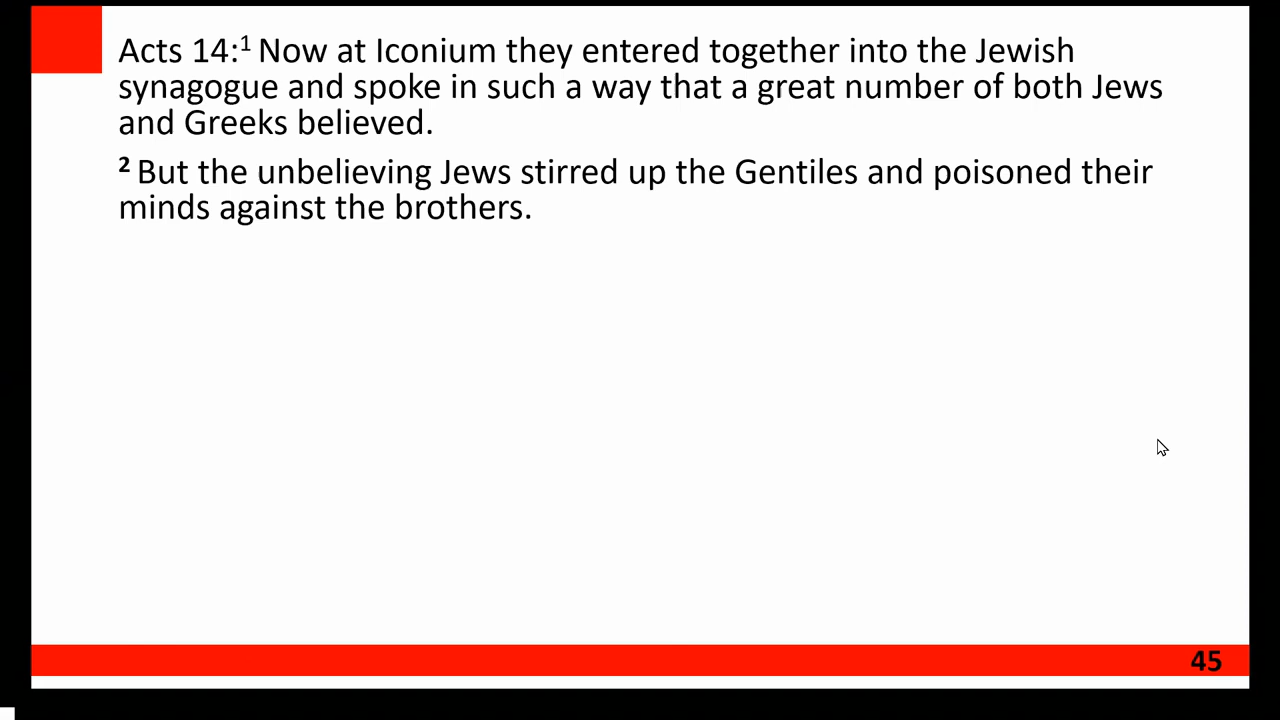 Acts 14:1 Now at Iconium they entered together into the Jewish
synagogue and spoke in such a way that a great number of both Jews
and Greeks believed.
2 But the unbelieving Jews stirred up the Gentiles and poisoned their
minds against the brothers.
45